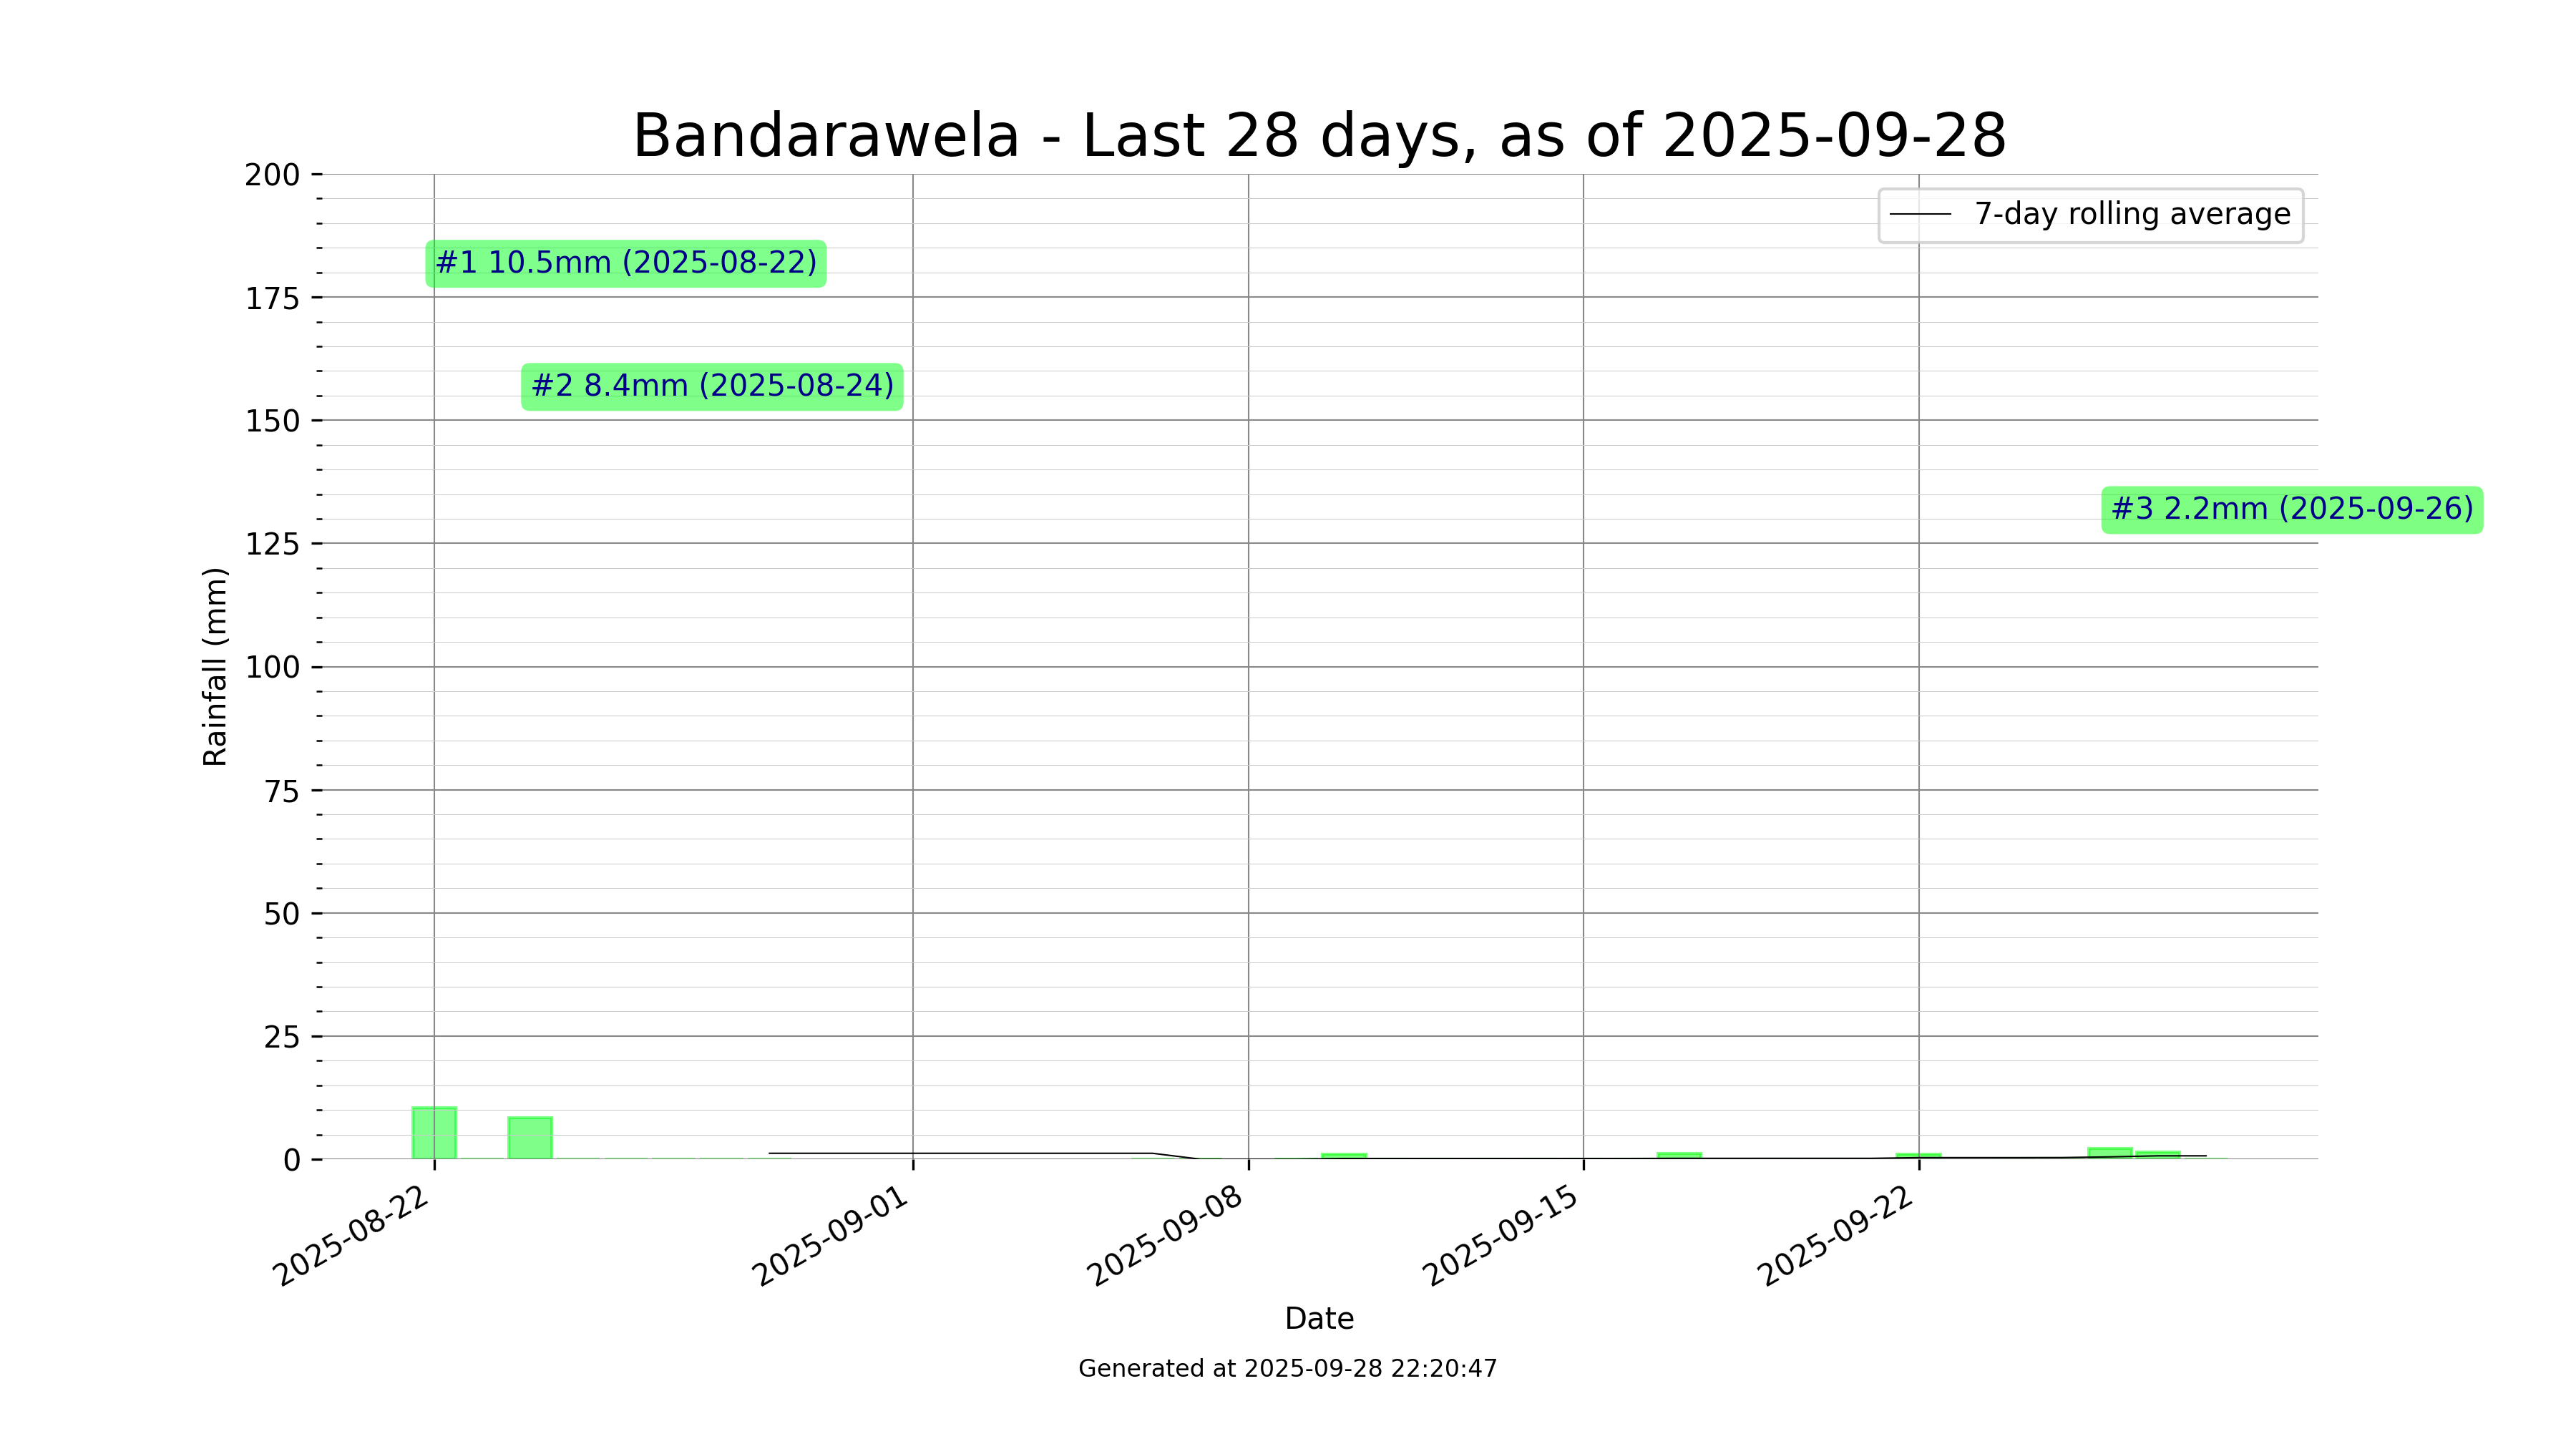 Bandarawela - Last 28 days, as of 2025-09-28
7-day rolling average
#1 10.5mm (2025-08-22)
#2 8.4mm (2025-08-24)
#3 2.2mm (2025-09-26)
Rainfall (mm)
200
175
150
125
100
75
50
25
0
2025-08-22
2025-09-01
2025-09-08
2025-09-15
2025-09-22
Date
Generated at 2025-09-28 22:20:47